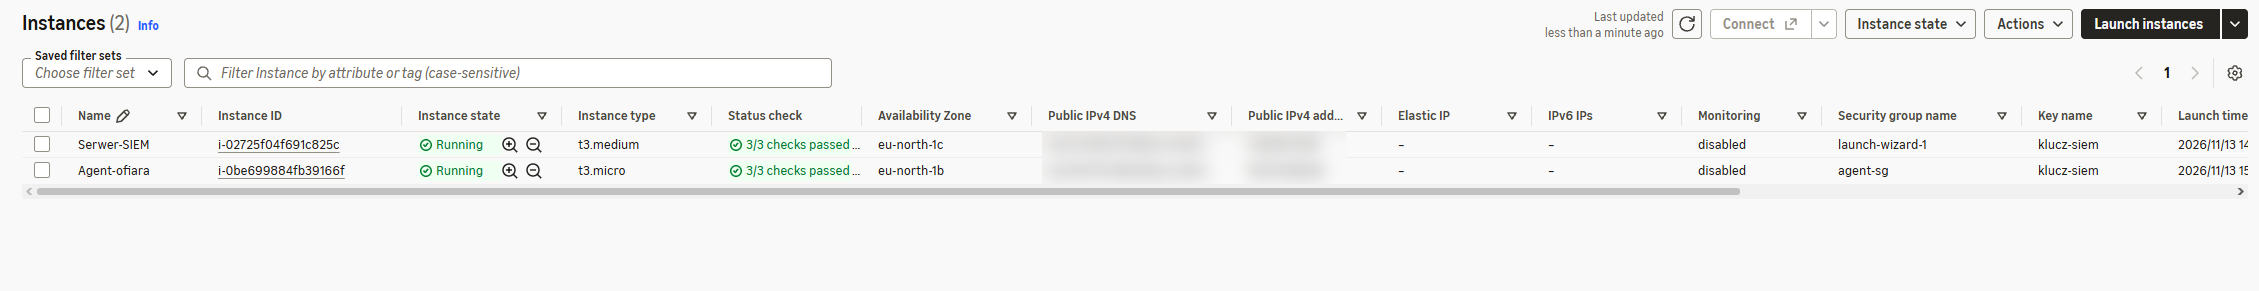 Instances (2) Info
Last updated
less than a minute ago
Connect
Instance state
Actions
Launch instances
Saved filter sets
Choose filter set
Filter Instance by attribute or tag (case-sensitive)
1
Name Instance ID Instance state Instance type Status check Availability Zone Public IPv4 DNS Public IPv4 add... Elastic IP IPv6 IPs Monitoring Security group name Key name Launch time
Serwer-SIEM i-02725f04f691c825c Running t3.medium 3/3 checks passed ... eu-north-1c – – disabled launch-wizard-1 klucz-siem 2026/11/13 14
Agent-ofiara i-0be699884fb39166f Running t3.micro 3/3 checks passed ... eu-north-1b – – disabled agent-sg klucz-siem 2026/11/13 15